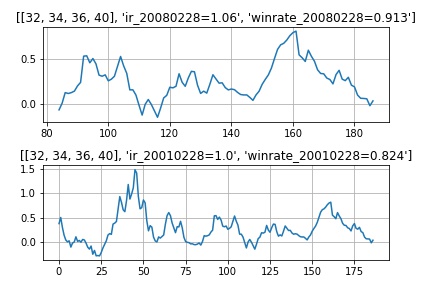 [[32, 34, 36, 40], 'ir_20080228=1.06', 'winrate_20080228=0.913']
0.5
0.0
80 100 120 140 160 180
[[32, 34, 36, 40], 'ir_20010228=1.0', 'winrate_20010228=0.824']
1.5
1.0
0.5
0.0
0 25 50 75 100 125 150 175